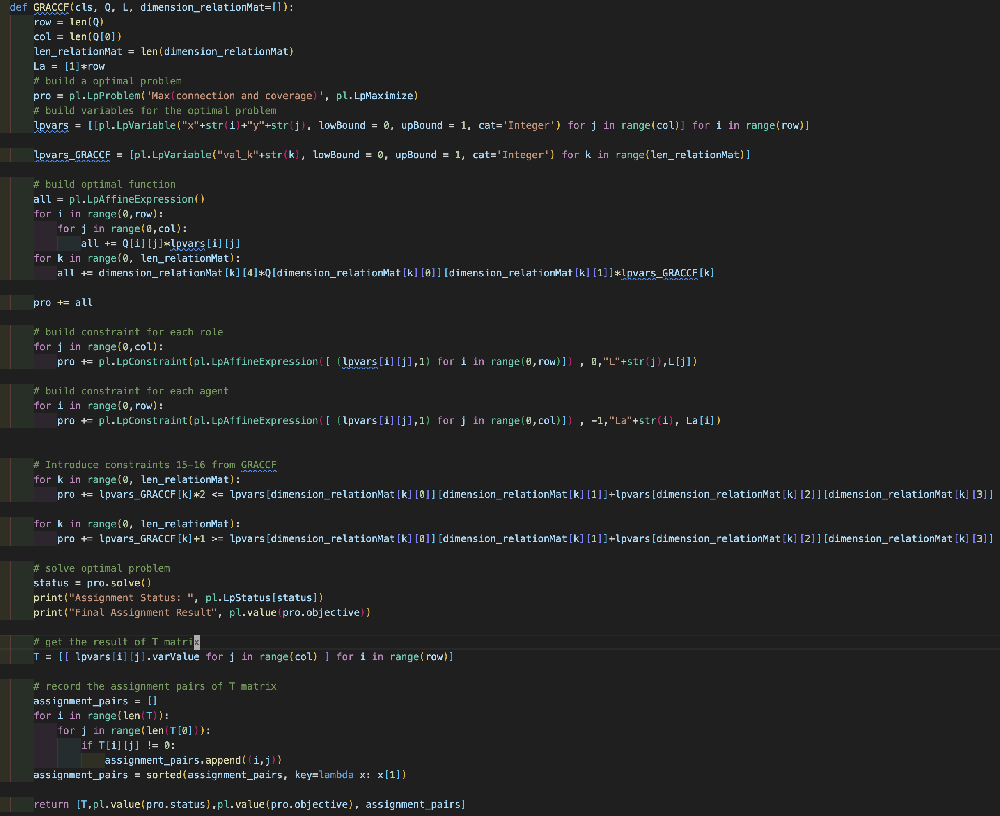 def GRACCF(cls, Q, L, dimension_relationMat=[]):
    row = len(Q)
    col = len(Q[0])
    len_relationMat = len(dimension_relationMat)
    La = [1]*row
    # build a optimal problem
    pro = pl.LpProblem('Max(connection and coverage)', pl.LpMaximize)
    # build variables for the optimal problem
    lpvars = [[pl.LpVariable("x"+str(i)+"y"+str(j), lowBound = 0, upBound = 1, cat='Integer') for j in range(col)] for i in range(row)]

    lpvars_GRACCF = [pl.LpVariable("val_k"+str(k), lowBound = 0, upBound = 1, cat='Integer') for k in range(len_relationMat)]

    # build optimal function
    all = pl.LpAffineExpression()
    for i in range(0,row):
        for j in range(0,col):
            all += Q[i][j]*lpvars[i][j]
    for k in range(0, len_relationMat):
        all += dimension_relationMat[k][4]*Q[dimension_relationMat[k][0]][dimension_relationMat[k][1]]*lpvars_GRACCF[k]

    pro += all

    # build constraint for each role
    for j in range(0,col):
        pro += pl.LpConstraint(pl.LpAffineExpression([ (lpvars[i][j],1) for i in range(0,row)]) , 0,"L"+str(j),L[j])

    # build constraint for each agent
    for i in range(0,row):
        pro += pl.LpConstraint(pl.LpAffineExpression([ (lpvars[i][j],1) for j in range(0,col)]) , -1,"La"+str(i), La[i])


    # Introduce constraints 15-16 from GRACCF
    for k in range(0, len_relationMat):
        pro += lpvars_GRACCF[k]*2 <= lpvars[dimension_relationMat[k][0]][dimension_relationMat[k][1]]+lpvars[dimension_relationMat[k][2]][dimension_relationMat[k][3]]

    for k in range(0, len_relationMat):
        pro += lpvars_GRACCF[k]+1 >= lpvars[dimension_relationMat[k][0]][dimension_relationMat[k][1]]+lpvars[dimension_relationMat[k][2]][dimension_relationMat[k][3]]

    # solve optimal problem
    status = pro.solve()
    print("Assignment Status: ", pl.LpStatus[status])
    print("Final Assignment Result", pl.value(pro.objective))

    # get the result of T matrix
    T = [[ lpvars[i][j].varValue for j in range(col) ] for i in range(row)]

    # record the assignment pairs of T matrix
    assignment_pairs = []
    for i in range(len(T)):
        for j in range(len(T[0])):
            if T[i][j] != 0:
                assignment_pairs.append((i,j))
    assignment_pairs = sorted(assignment_pairs, key=lambda x: x[1])

    return [T,pl.value(pro.status),pl.value(pro.objective), assignment_pairs]